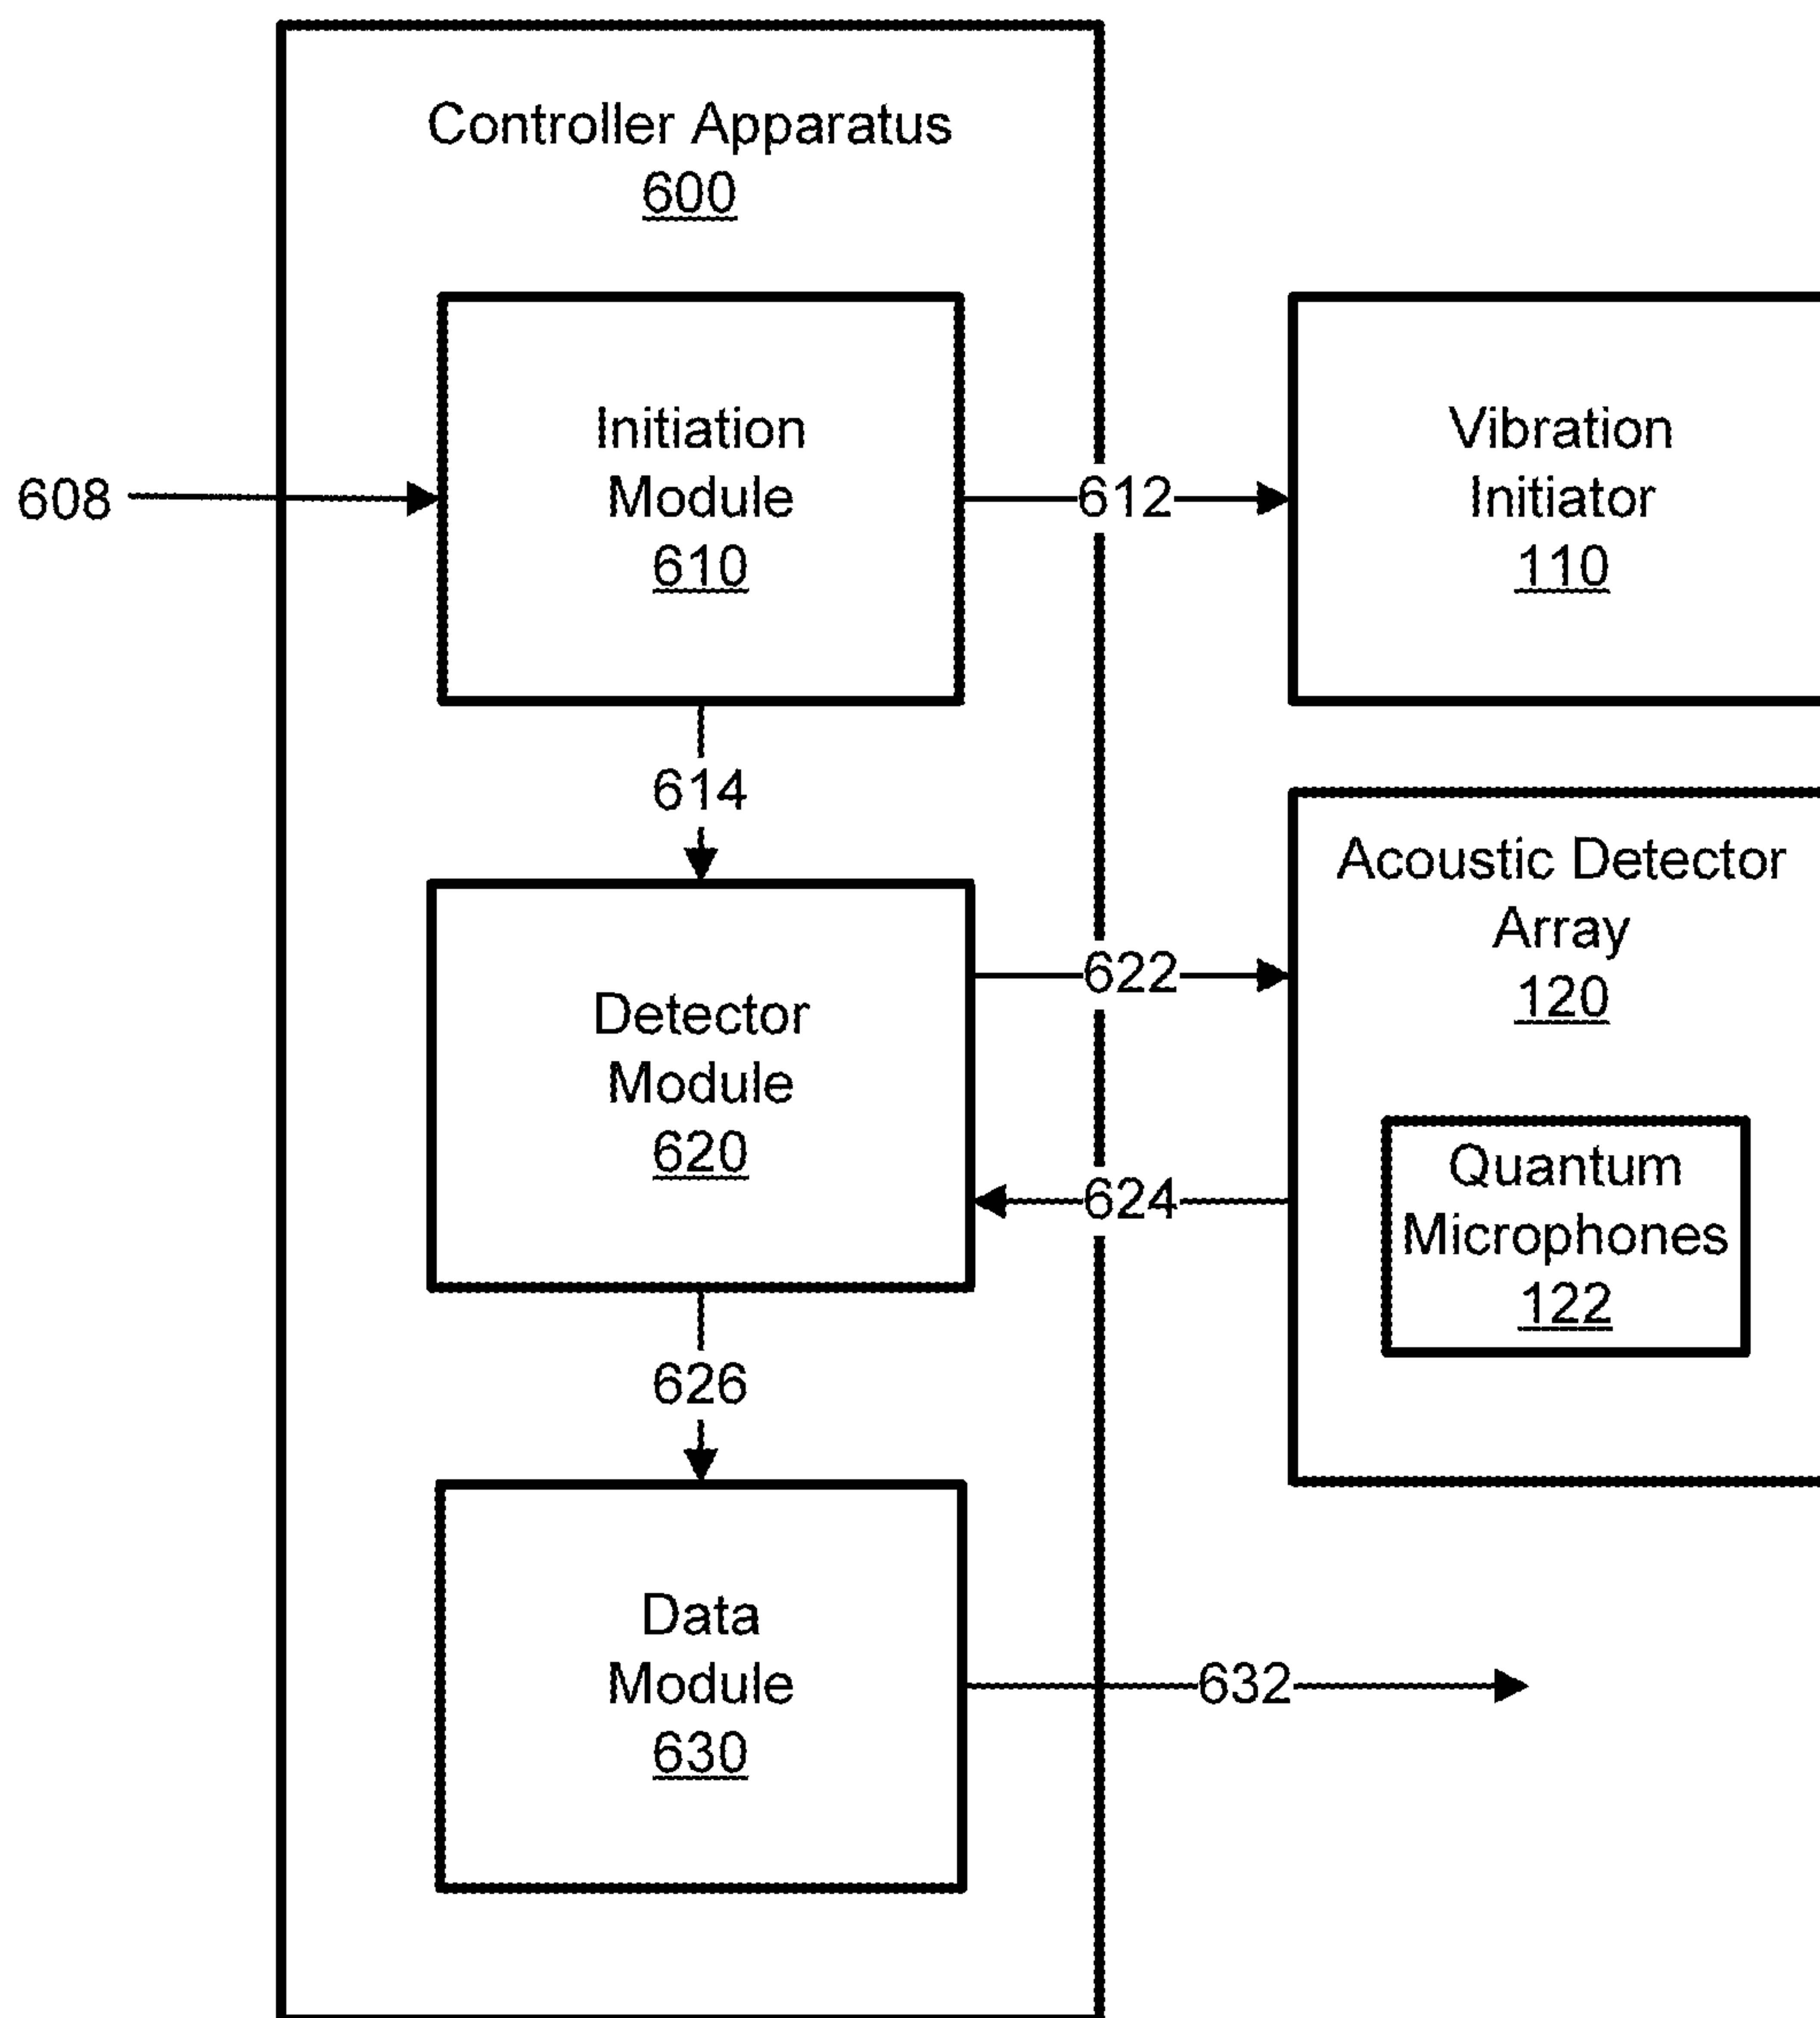 Controller Apparatus
600
Initiation
Module
610
608
612
Vibration
Initiator
110
614
Detector
Module
620
622
624
Acoustic Detector
Array
120
Quantum
Microphones
122
626
Data
Module
630
632